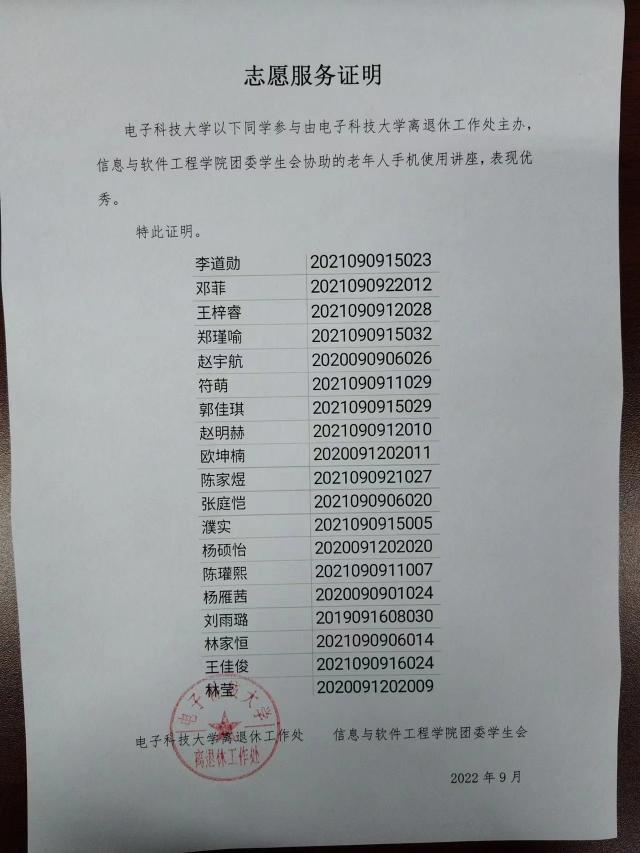 志愿服务证明
电子科技大学以下同学参与由电子科技大学离退休工作处主办，
信息与软件工程学院团委学生会协助的老年人手机使用讲座，表现优
秀。
特此证明。
李道勋 2021090915023
邓菲 2021090922012
王梓睿 2021090912028
郑瑾喻 2021090915032
赵宇航 2020090906026
符萌 2021090911029
郭佳琪 2021090915029
赵明赫 2021090912010
欧坤楠 2020091202011
陈家煜 2021090921027
张庭恺 2021090906020
濮实 2021090915005
杨硕怡 2020091202020
陈瓘熙 2021090911007
杨雁茜 2020090901024
刘雨璐 2019091608030
林家恒 2021090906014
王佳俊 2021090916024
林莹 2020091202009
电子科技大学
离退休工作处
电子科技大学离退休工作处 信息与软件工程学院团委学生会
2022 年 9 月